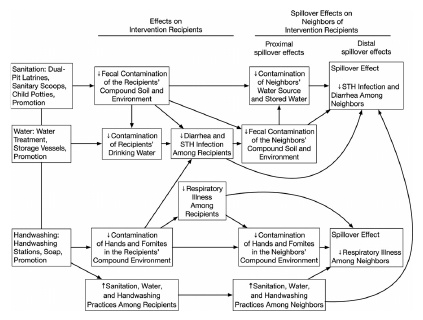 Effects on
Intervention Recipients
Spillover Effects on
Neighbors of
Intervention Recipients
Proximal
spillover effects
Distal
spillover effects
Sanitation: Dual-
Pit Latrines,
Sanitary Scoops,
Child Potties,
Promotion
↓Fecal Contamination
of the Recipients'
Compound Soil and
Environment
↓Contamination
of Neighbors'
Water Source
and Stored Water
Spillover Effect
↓STH Infection and
Diarrhea Among
Neighbors
Water: Water
Treatment,
Storage Vessels,
Promotion
↓Contamination
of Recipients'
Drinking Water
↓Diarrhea and
STH Infection
Among Recipients
↓Fecal Contamination
of the Neighbors'
Compound Soil and
Environment
↓Respiratory
Illness Among
Recipients
Handwashing:
Handwashing
Stations, Soap,
Promotion
↓Contamination
of Hands and Fomites
in the Recipients'
Compound Environment
↓Contamination
of Hands and Fomites
in the Neighbors'
Compound Environment
Spillover Effect
↓Respiratory Illness
Among Neighbors
↑Sanitation, Water,
and Handwashing
Practices Among Recipients
↑Sanitation, Water,
and Handwashing
Practices Among Neighbors